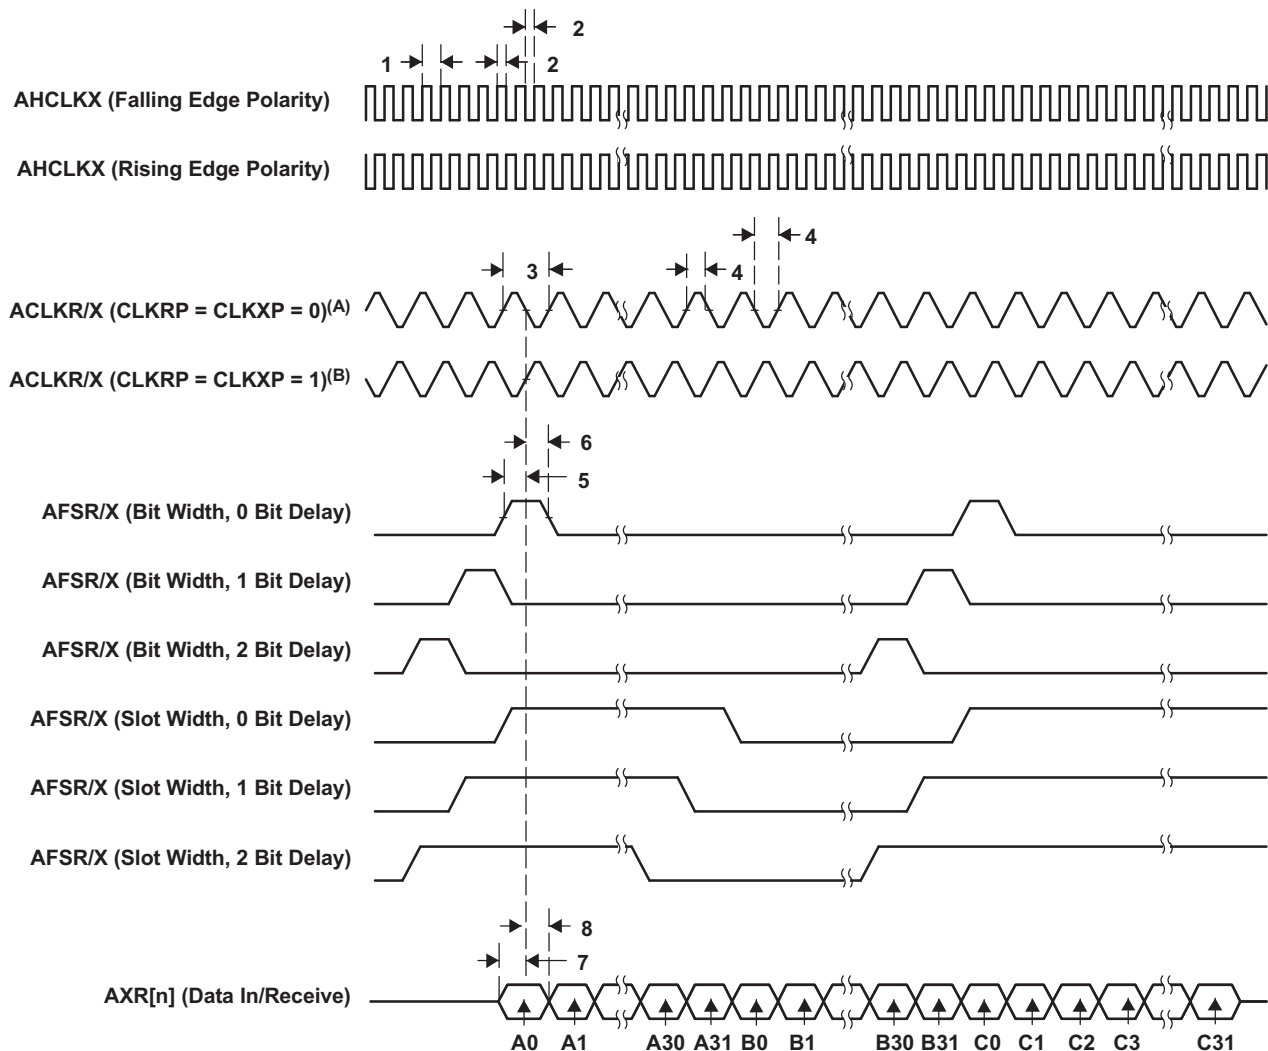 2
1
2
AHCLKX (Falling Edge Polarity)
AHCLKX (Rising Edge Polarity)
4
3
4
ACLKR/X (CLKRP = CLKXP = 0)(A)
ACLKR/X (CLKRP = CLKXP = 1)(B)
6
5
AFSR/X (Bit Width, 0 Bit Delay)
AFSR/X (Bit Width, 1 Bit Delay)
AFSR/X (Bit Width, 2 Bit Delay)
AFSR/X (Slot Width, 0 Bit Delay)
AFSR/X (Slot Width, 1 Bit Delay)
AFSR/X (Slot Width, 2 Bit Delay)
8
7
AXR[n] (Data In/Receive)
A0 A1 A30 A31 B0 B1 B30 B31 C0 C1 C2 C3 C31